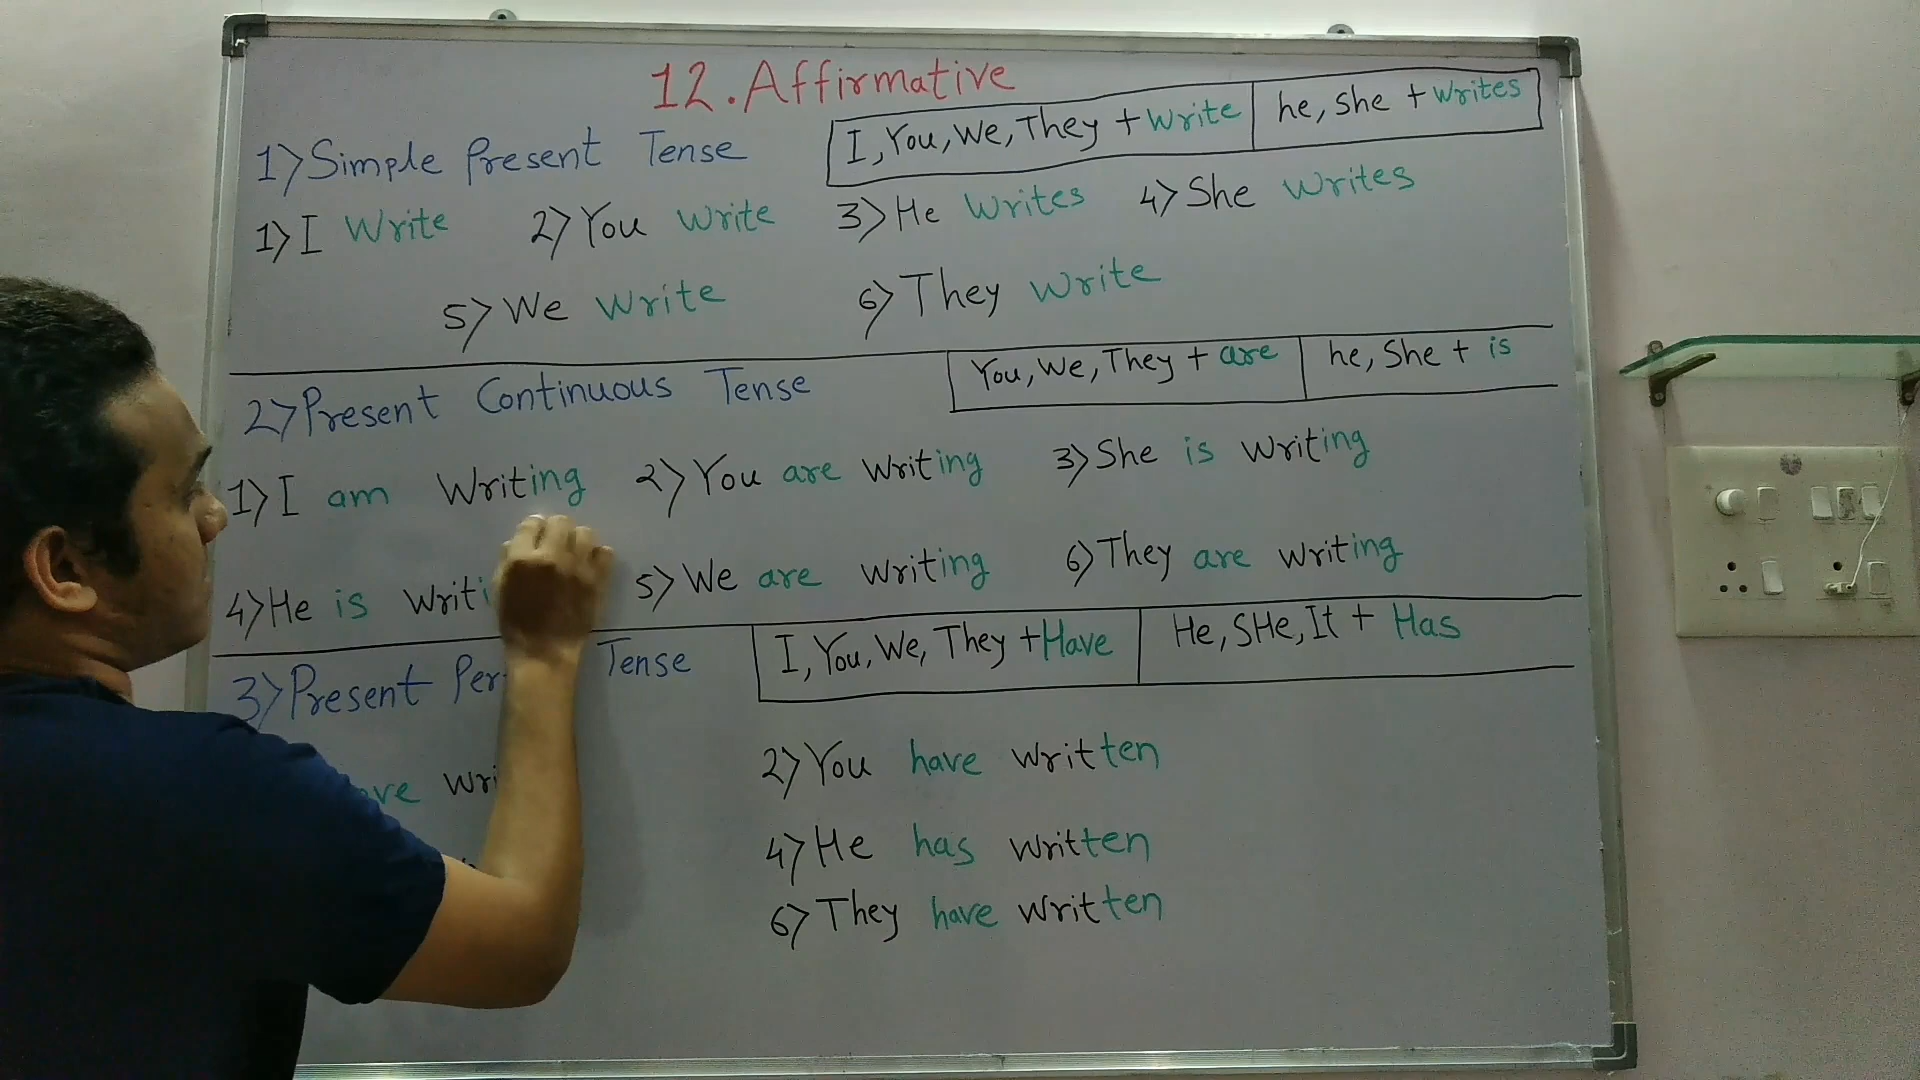 12. Affirmative
1) Simple Present Tense
I, You, We, They + Write | he, She + Writes
1) I Write 2) You Write 3) He Writes 4) She Writes
5) We Write 6) They Write
2) Present Continuous Tense
You, We, They + are | he, She + is
1) I am Writing 2) You are Writing 3) She is Writing
4) He is 5) We are Writing 6) They are Writing
3) Present Tense
I, You, We, They + Have | He, SHe, It + Has
2) You have Written
4) He has Written
6) They have Written